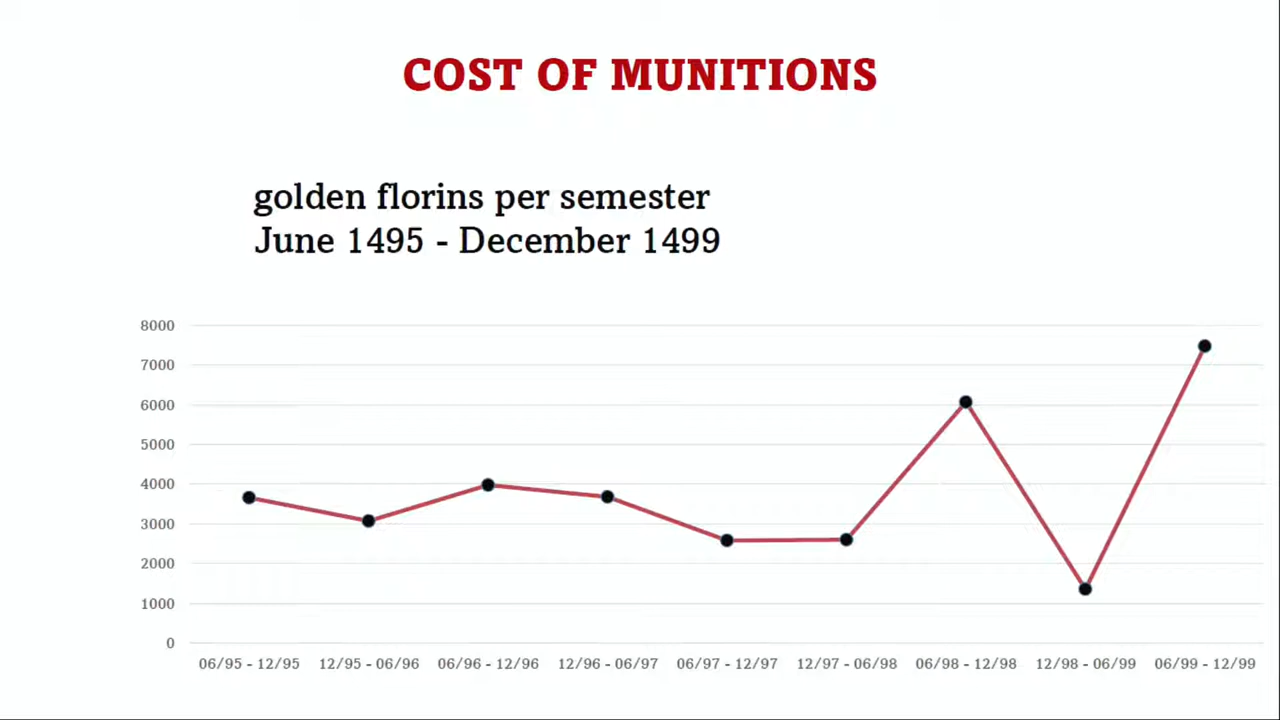 COST OF MUNITIONS
golden florins per semester
June 1495 - December 1499
8000
7000
6000
5000
4000
3000
2000
1000
0
06/95 - 12/95 12/95 - 06/96 06/96 - 12/96 12/96 - 06/97 06/97 - 12/97 12/97 - 06/98 06/98 - 12/98 12/98 - 06/99 06/99 - 12/99